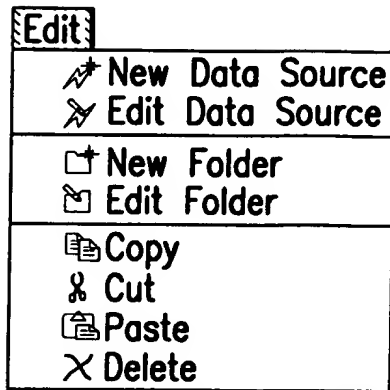 Edit
New Data Source
Edit Data Source
New Folder
Edit Folder
Copy
Cut
Paste
Delete